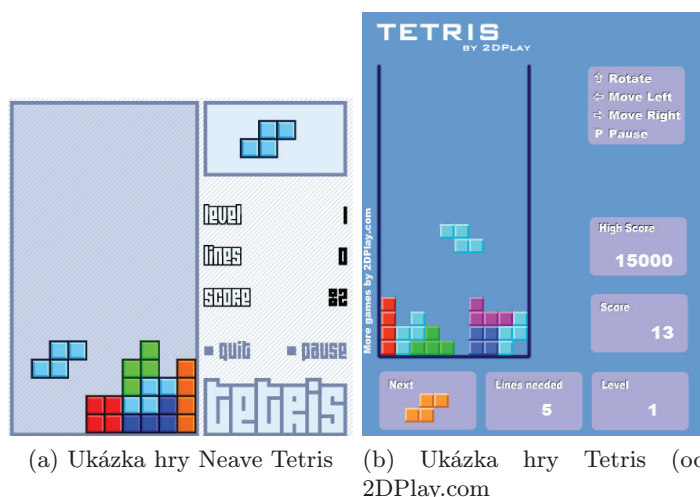 level 1
lines 0
score 82
quit pause
tetris
(a) Ukázka hry Neave Tetris
TETRIS
BY 2DPLAY
⇧ Rotate
⇦ Move Left
⇨ Move Right
P Pause
More games by 2DPlay.com
High Score
15000
Score
13
Next
Lines needed
5
Level
1
(b) Ukázka hry Tetris (od
2DPlay.com